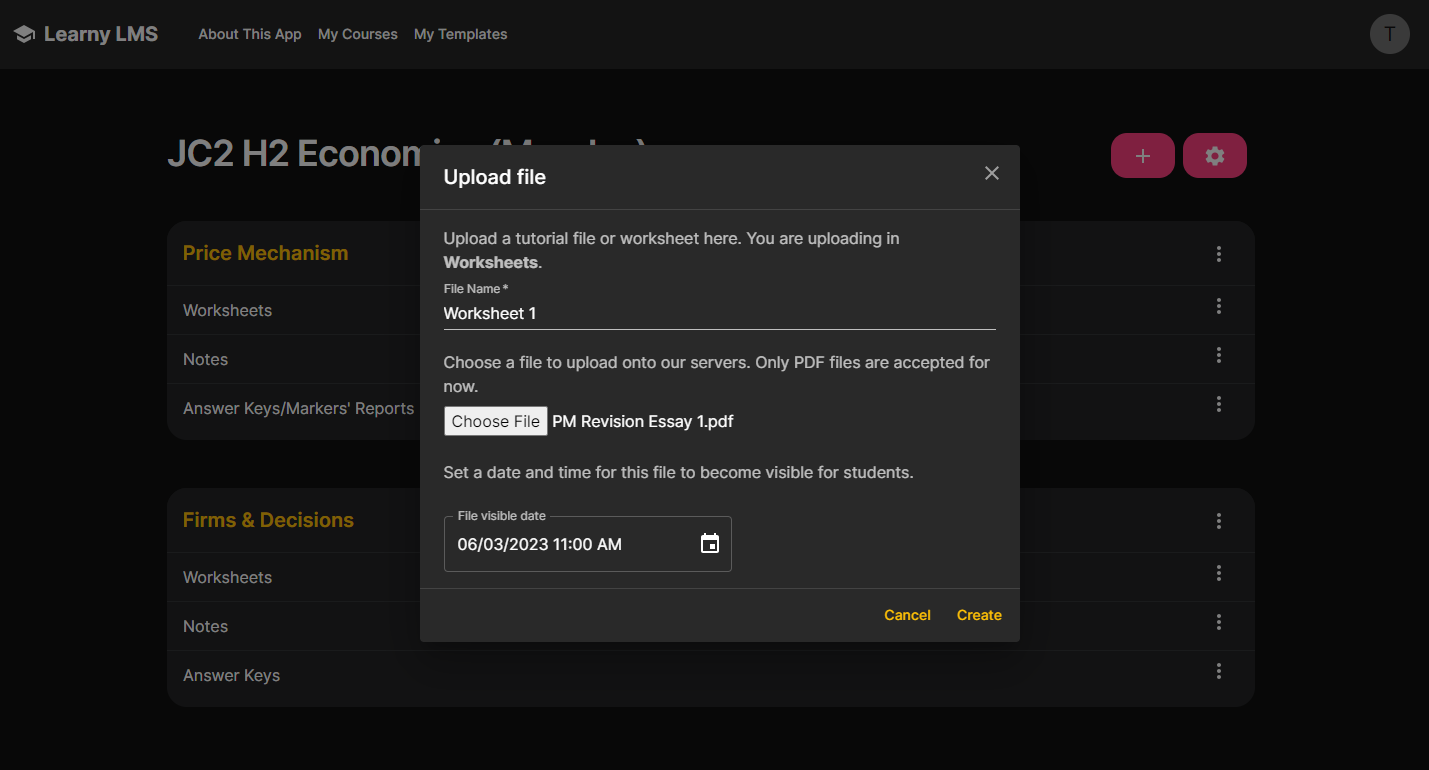 Learny LMS About This App My Courses My Templates T
JC2 H2
Upload file
Upload a tutorial file or worksheet here. You are uploading in
Worksheets.
File Name *
Worksheet 1
Choose a file to upload onto our servers. Only PDF files are accepted for
now.
Choose File PM Revision Essay 1.pdf
Set a date and time for this file to become visible for students.
File visible date
06/03/2023 11:00 AM
Cancel Create
Price Mechanism
Worksheets
Notes
Answer Keys/Markers' Reports
Firms & Decisions
Worksheets
Notes
Answer Keys